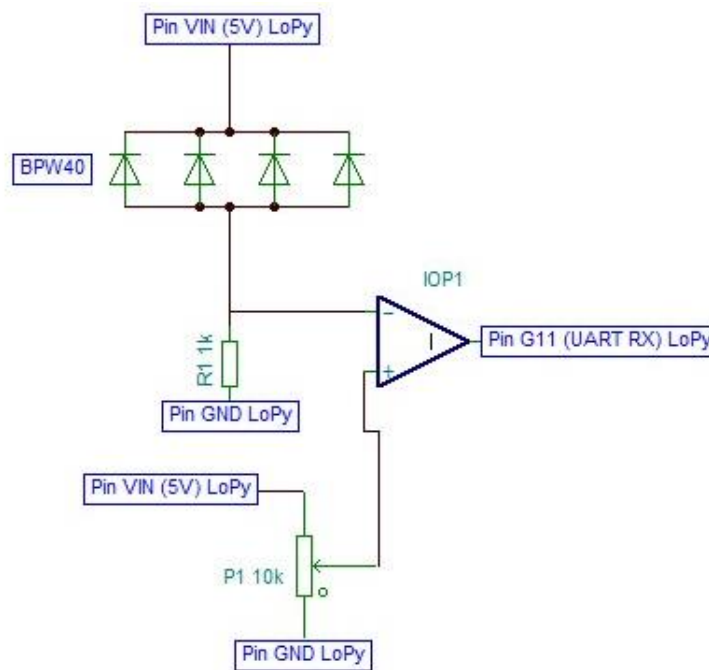 Pin VIN (5V) LoPy
BPW40
IOP1
-
Pin G11 (UART RX) LoPy
+
R1 1k
Pin GND LoPy
Pin VIN (5V) LoPy
P1 10k
Pin GND LoPy